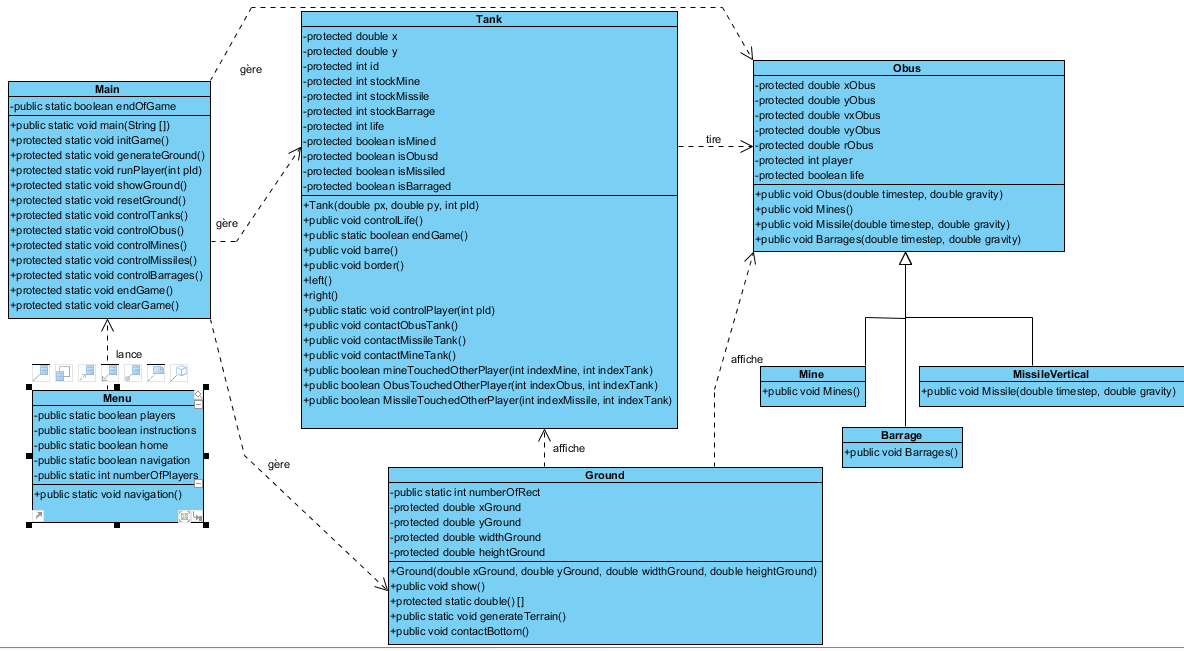 Main
-public static boolean endOfGame
+public static void main(String [])
+protected static void initGame()
+protected static void generateGround()
+protected static void runPlayer(int pId)
+protected static void showGround()
+protected static void resetGround()
+protected static void controlTanks()
+protected static void controlObus()
+protected static void controlMines()
+protected static void controlMissiles()
+protected static void controlBarrages()
+protected static void endGame()
+protected static void clearGame()
gère
gère
gère
lance
Menu
-public static boolean players
-public static boolean instructions
-public static boolean home
-public static boolean navigation
-public static int numberOfPlayers
+public static void navigation()
Tank
-protected double x
-protected double y
-protected int id
-protected int stockMine
-protected int stockMissile
-protected int stockBarrage
-protected int life
-protected boolean isMined
-protected boolean isObusd
-protected boolean isMissiled
-protected boolean isBarraged
+Tank(double px, double py, int pId)
+public void controlLife()
+public static boolean endGame()
+public void barre()
+public void border()
+left()
+right()
+public static void controlPlayer(int pId)
+public void contactObusTank()
+public void contactMissileTank()
+public void contactMineTank()
+public boolean mineTouchedOtherPlayer(int indexMine, int indexTank)
+public boolean ObusTouchedOtherPlayer(int indexObus, int indexTank)
+public boolean MissileTouchedOtherPlayer(int indexMissile, int indexTank)
tire
affiche
affiche
Obus
-protected double xObus
-protected double yObus
-protected double vxObus
-protected double vyObus
-protected double rObus
-protected int player
-protected boolean life
+public void Obus(double timestep, double gravity)
+public void Mines()
+public void Missile(double timestep, double gravity)
+public void Barrages(double timestep, double gravity)
Mine
+public void Mines()
MissileVertical
+public void Missile(double timestep, double gravity)
Barrage
+public void Barrages()
Ground
-public static int numberOfRect
-protected double xGround
-protected double yGround
-protected double widthGround
-protected double heightGround
+Ground(double xGround, double yGround, double widthGround, double heightGround)
+public void show()
+protected static double() []
+public static void generateTerrain()
+public void contactBottom()